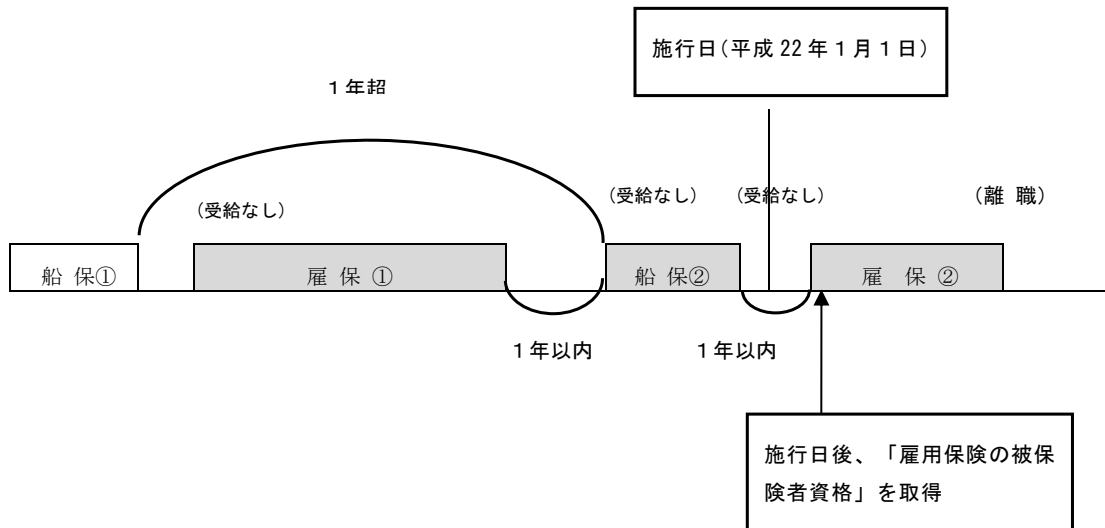 施行日(平成22年1月1日)
１年超
(受給なし)
(受給なし)
(受給なし)
(離 職)
船 保①
雇 保 ①
船 保②
雇 保 ②
１年以内
１年以内
施行日後、「雇用保険の被保
険者資格」を取得